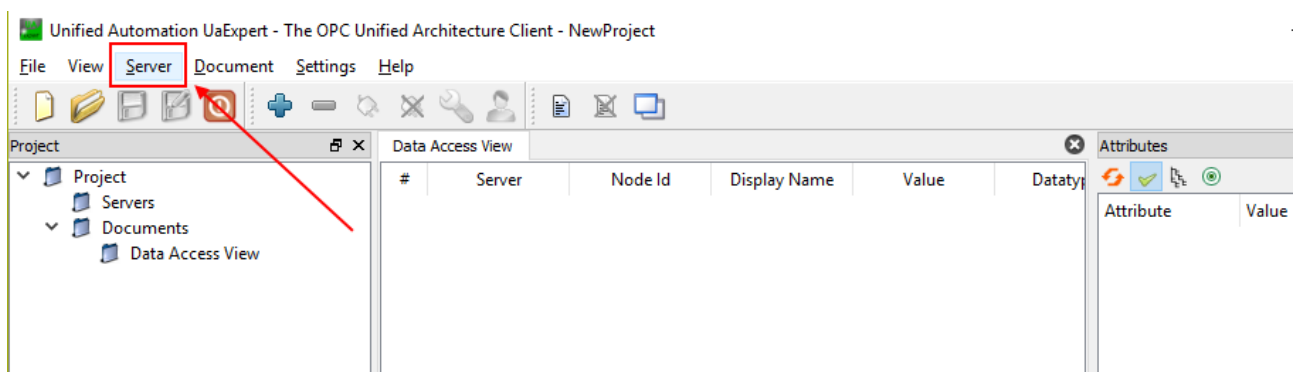 Unified Automation UaExpert - The OPC Unified Architecture Client - NewProject
File View Server Document Settings Help
Project Data Access View Attributes
# Server Node Id Display Name Value Datatyp
Project
Servers
Documents
Data Access View
Attribute Value